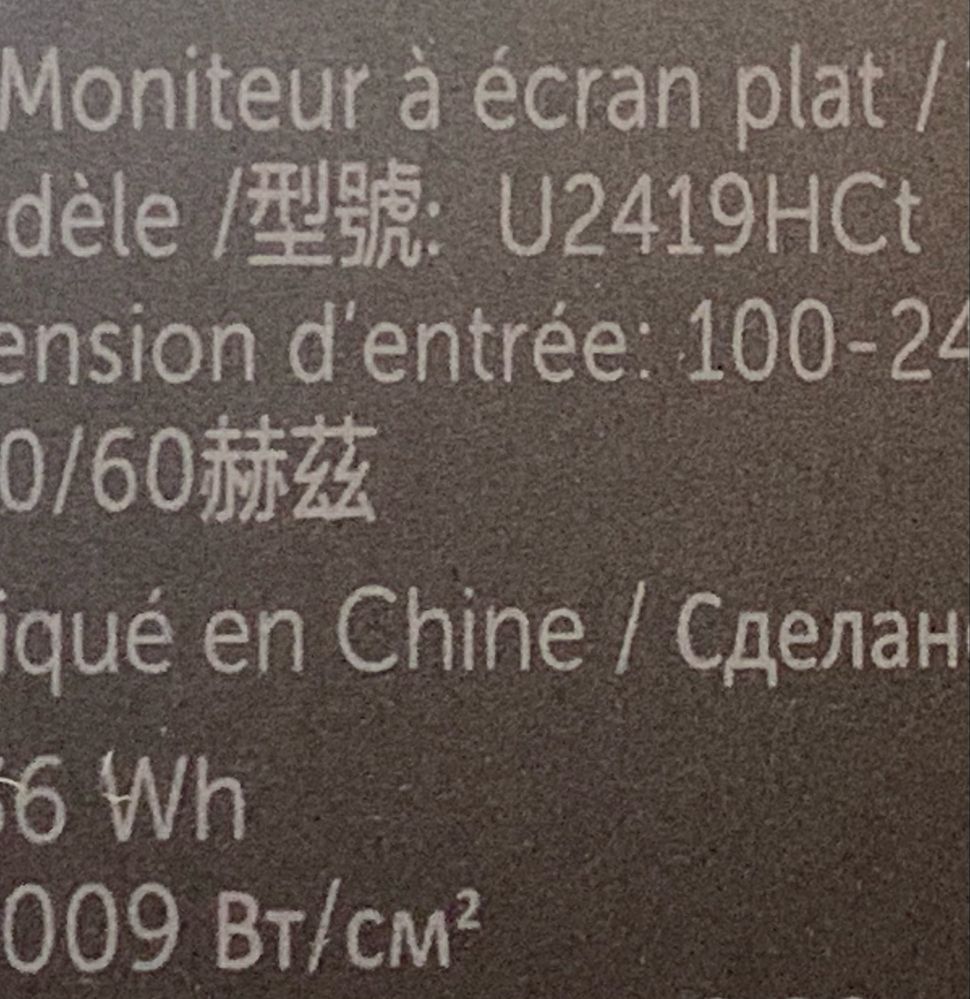 Moniteur à écran plat /
dèle /型號: U2419HCt
ension d'entrée: 100-24
0/60赫茲
iqué en Chine / Сделан
6 Wh
009 Вт/см²